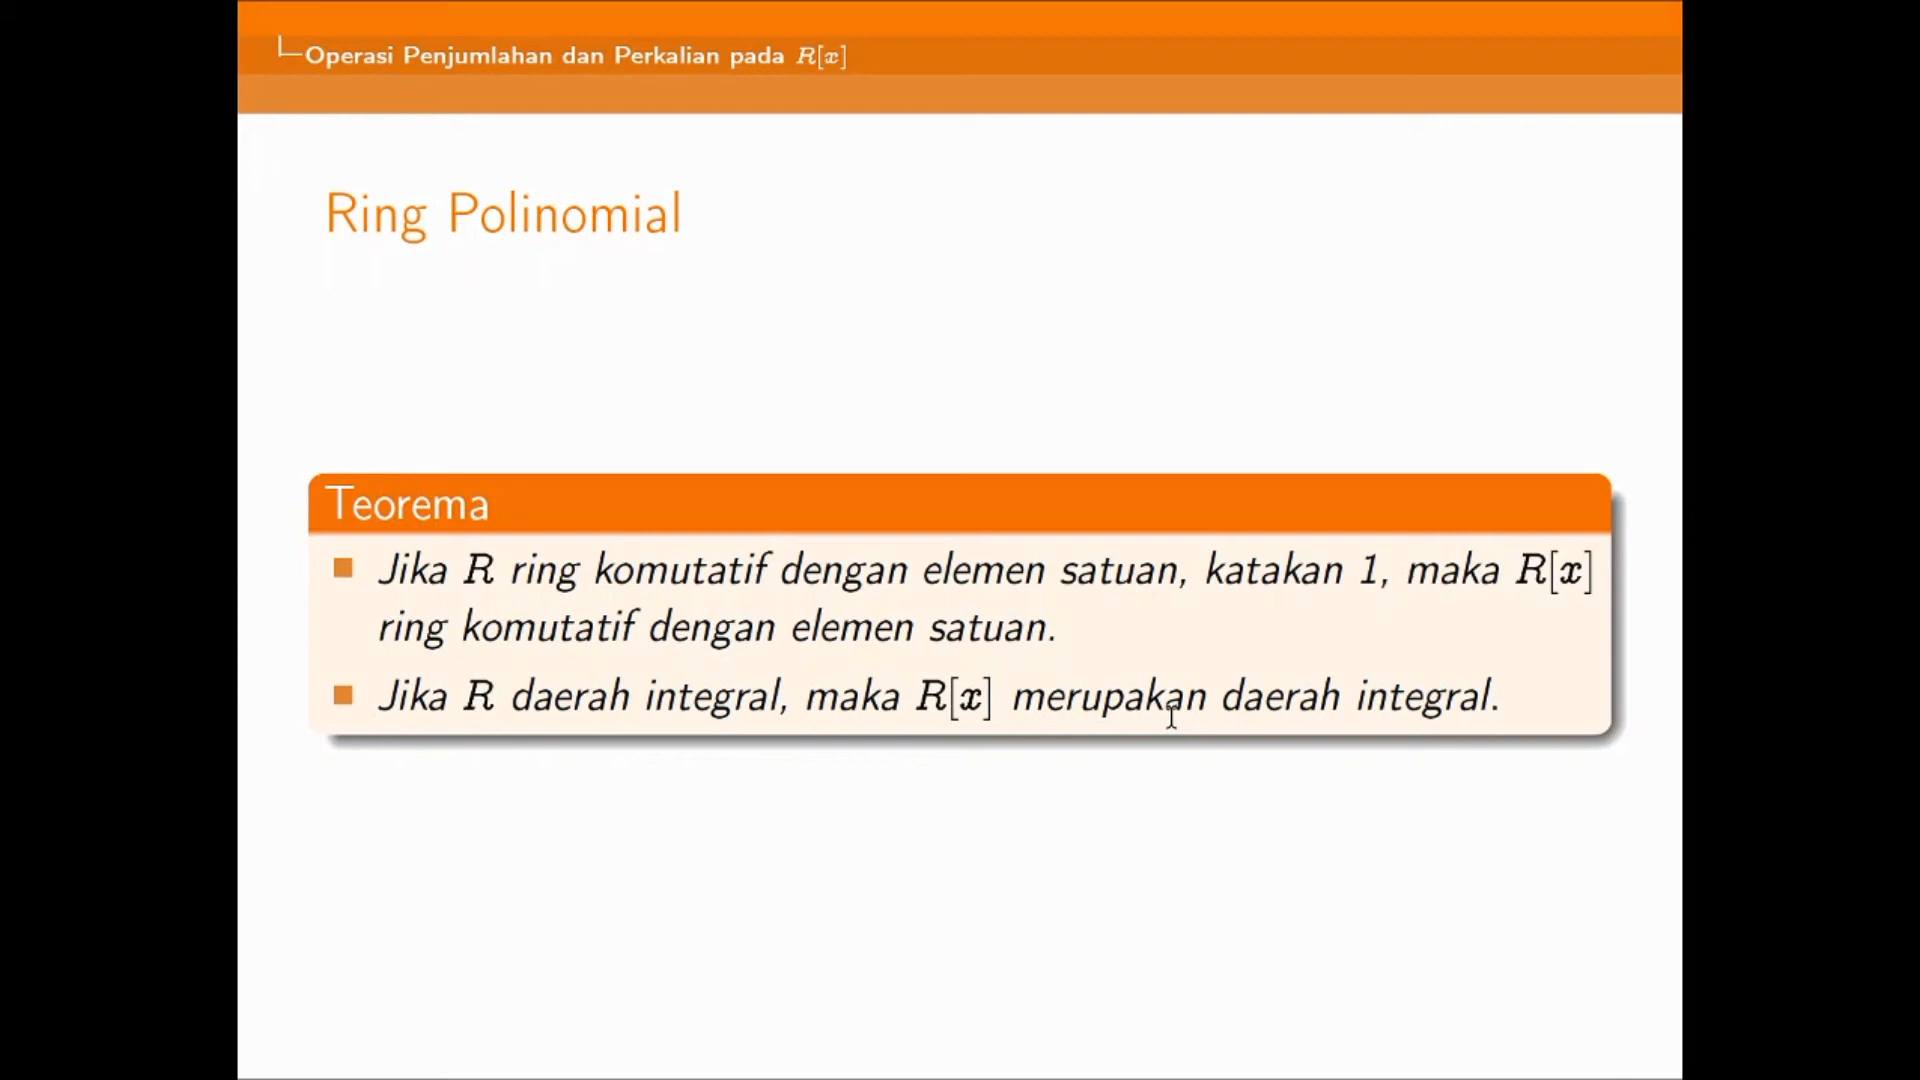 Operasi Penjumlahan dan Perkalian pada R[x]
Ring Polinomial
Teorema
Jika R ring komutatif dengan elemen satuan, katakan 1, maka R[x]
ring komutatif dengan elemen satuan.
Jika R daerah integral, maka R[x] merupakan daerah integral.